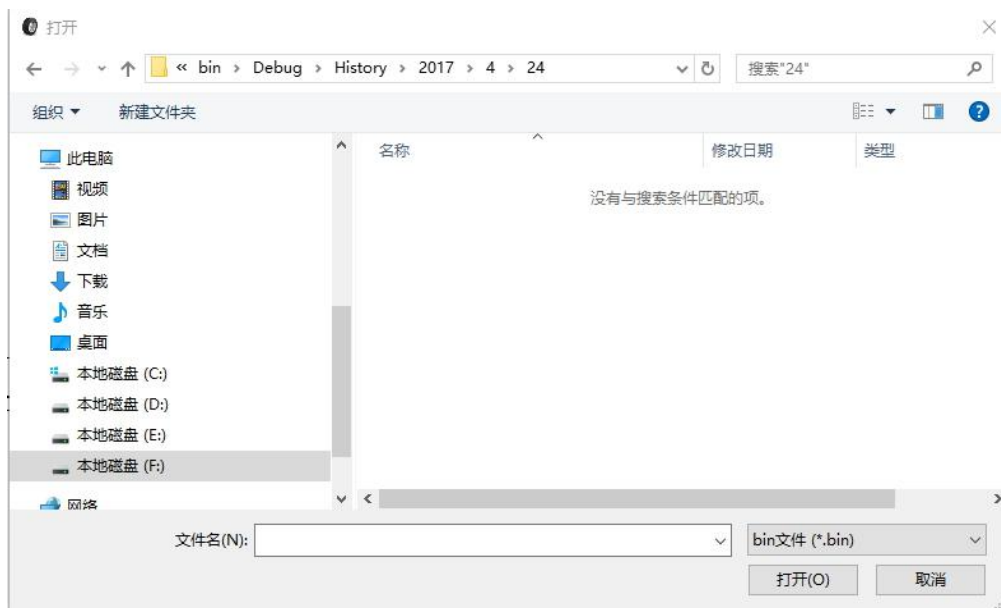 打开
« bin › Debug › History › 2017 › 4 › 24
搜索"24"
组织
新建文件夹
此电脑
视频
图片
文档
下载
音乐
桌面
本地磁盘 (C:)
本地磁盘 (D:)
本地磁盘 (E:)
本地磁盘 (F:)
网络
名称 修改日期 类型
没有与搜索条件匹配的项。
文件名(N):
bin文件 (*.bin)
打开(O) 取消